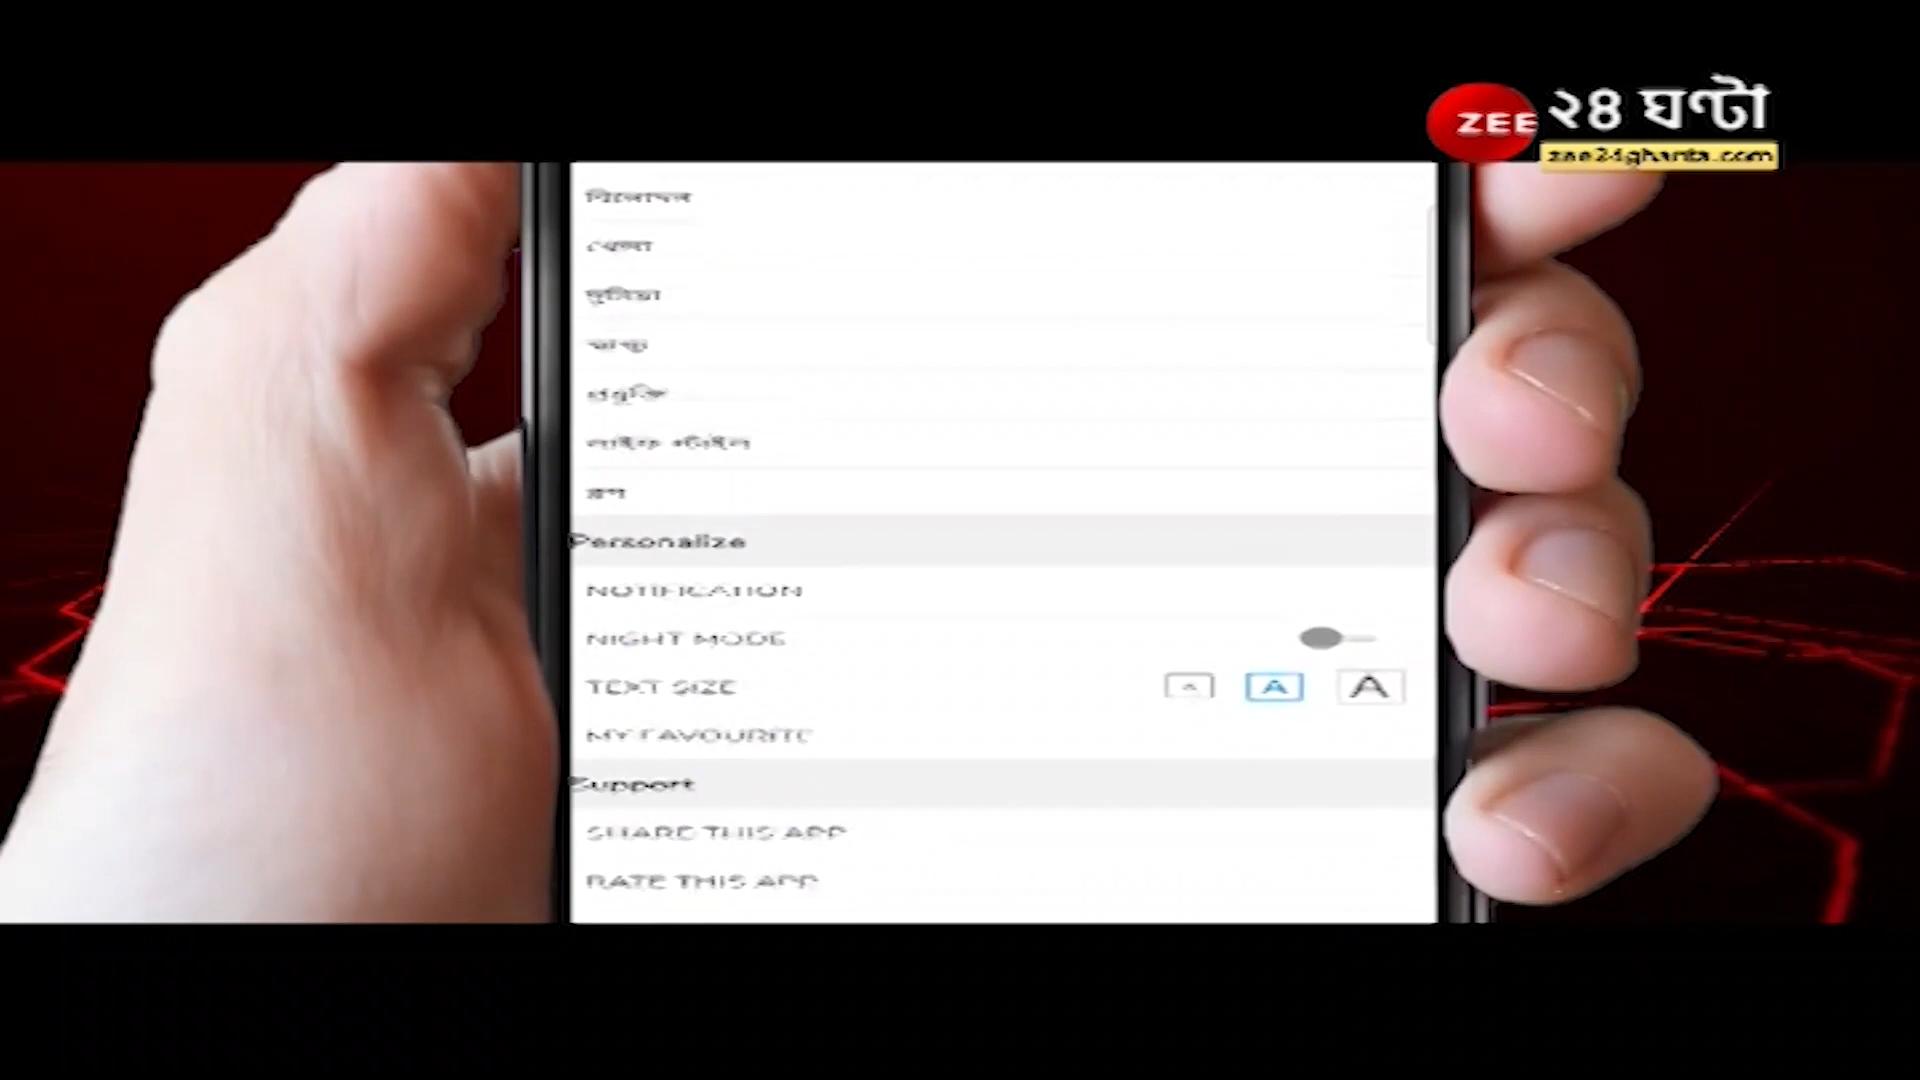 ZEE ২৪ ঘণ্টা
zee24ghanta.com
বিনোদন
খেলা
দুনিয়া
স্বাস্থ্য
প্রযুক্তি
লাইফ স্টাইল
ব্লগ
Personalize
NOTIFICATION
NIGHT MODE
TEXT SIZE A A A
MY FAVOURITE
Support
SHARE THIS APP
RATE THIS APP